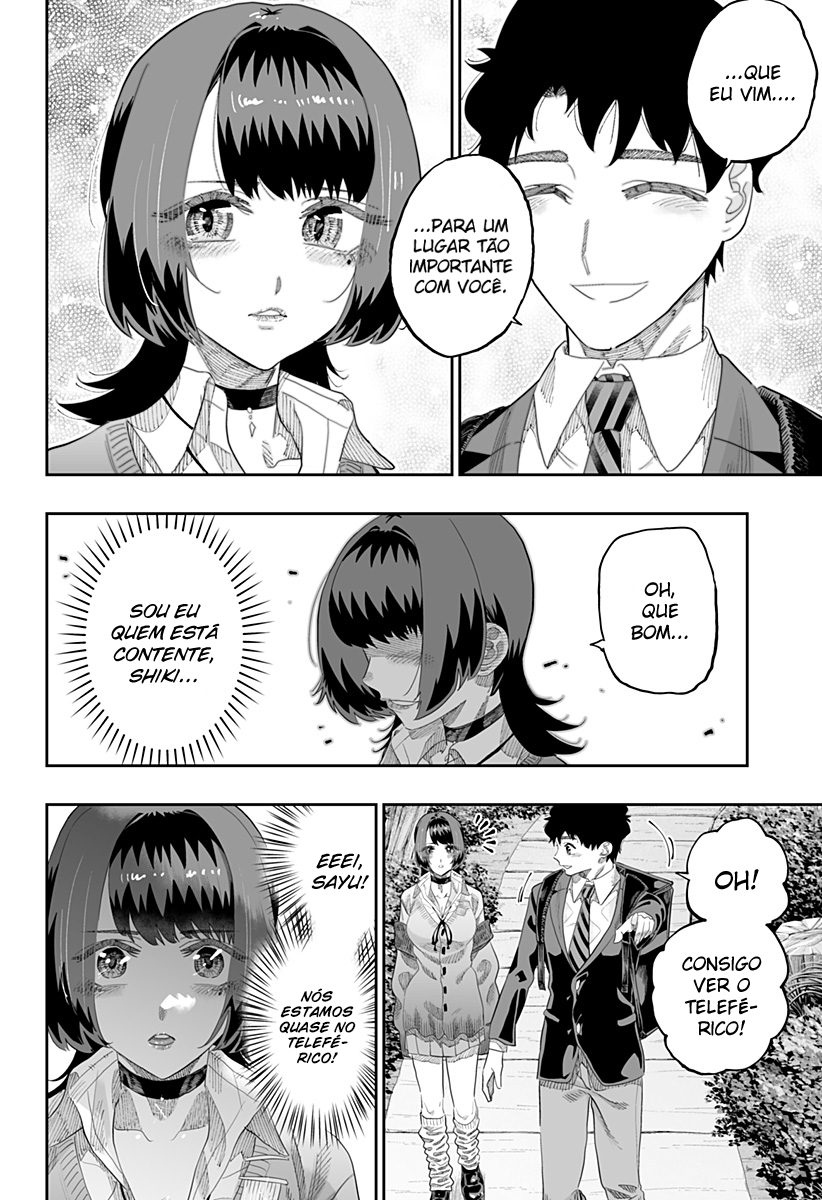 ...QUE
EU VIM....
...PARA UM
LUGAR TÃO
IMPORTANTE
COM VOCÊ.
OH,
QUE
BOM...
SOU EU
QUEM ESTÁ
CONTENTE,
SHIKI...
OH!
CONSIGO
VER O
TELEFÉ-
RICO!
EEEI,
SAYU!
NÓS
ESTAMOS
QUASE NO
TELEFÉ-
RICO!